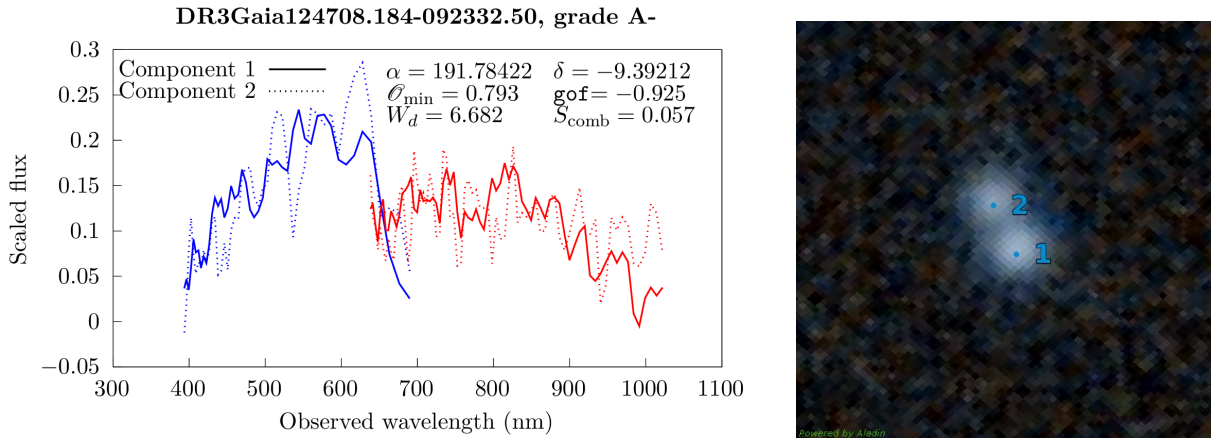 DR3Gaia124708.184-092332.50, grade A-
Component 1
Component 2
α = 191.78422 δ = −9.39212
𝒪min = 0.793 gof= −0.925
Wd = 6.682 Scomb = 0.057
Scaled flux
0.3
0.25
0.2
0.15
0.1
0.05
0
−0.05
300 400 500 600 700 800 900 1000 1100
Observed wavelength (nm)
2
1
Powered by Aladin